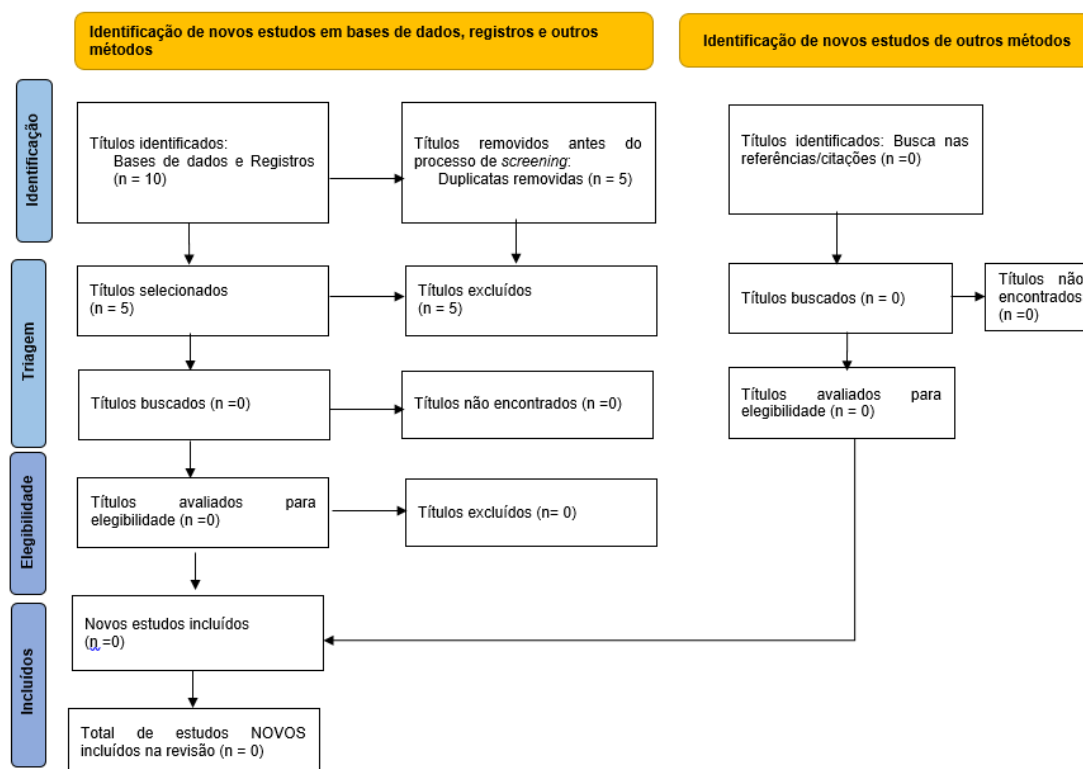 Identificação de novos estudos em bases de dados, registros e outros
métodos
Identificação de novos estudos de outros métodos
Identificação
Títulos identificados:
Bases de dados e Registros
(n = 10)
Títulos removidos antes do
processo de screening:
Duplicatas removidas (n = 5)
Títulos identificados: Busca nas
referências/citações (n =0)
Triagem
Títulos selecionados
(n = 5)
Títulos excluídos
(n = 5)
Títulos buscados (n = 0)
Títulos não
encontrados
(n =0)
Títulos buscados (n =0)
Títulos não encontrados (n =0)
Títulos avaliados para
elegibilidade (n = 0)
Elegibilidade
Títulos avaliados para
elegibilidade (n =0)
Títulos excluídos (n= 0)
Incluídos
Novos estudos incluídos
(n =0)
Total de estudos NOVOS
incluídos na revisão (n = 0)